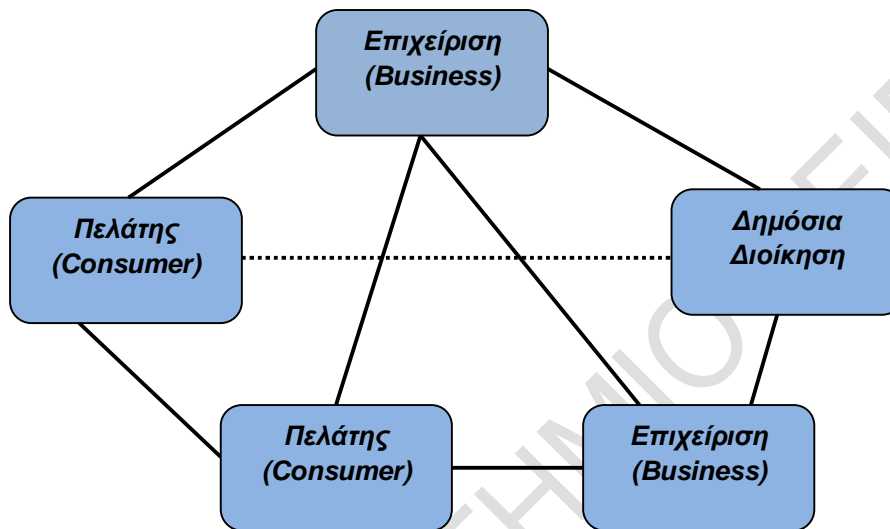 Επιχείριση
(Business)
Πελάτης
(Consumer)
Δημόσια
Διοίκηση
Πελάτης
(Consumer)
Επιχείριση
(Business)